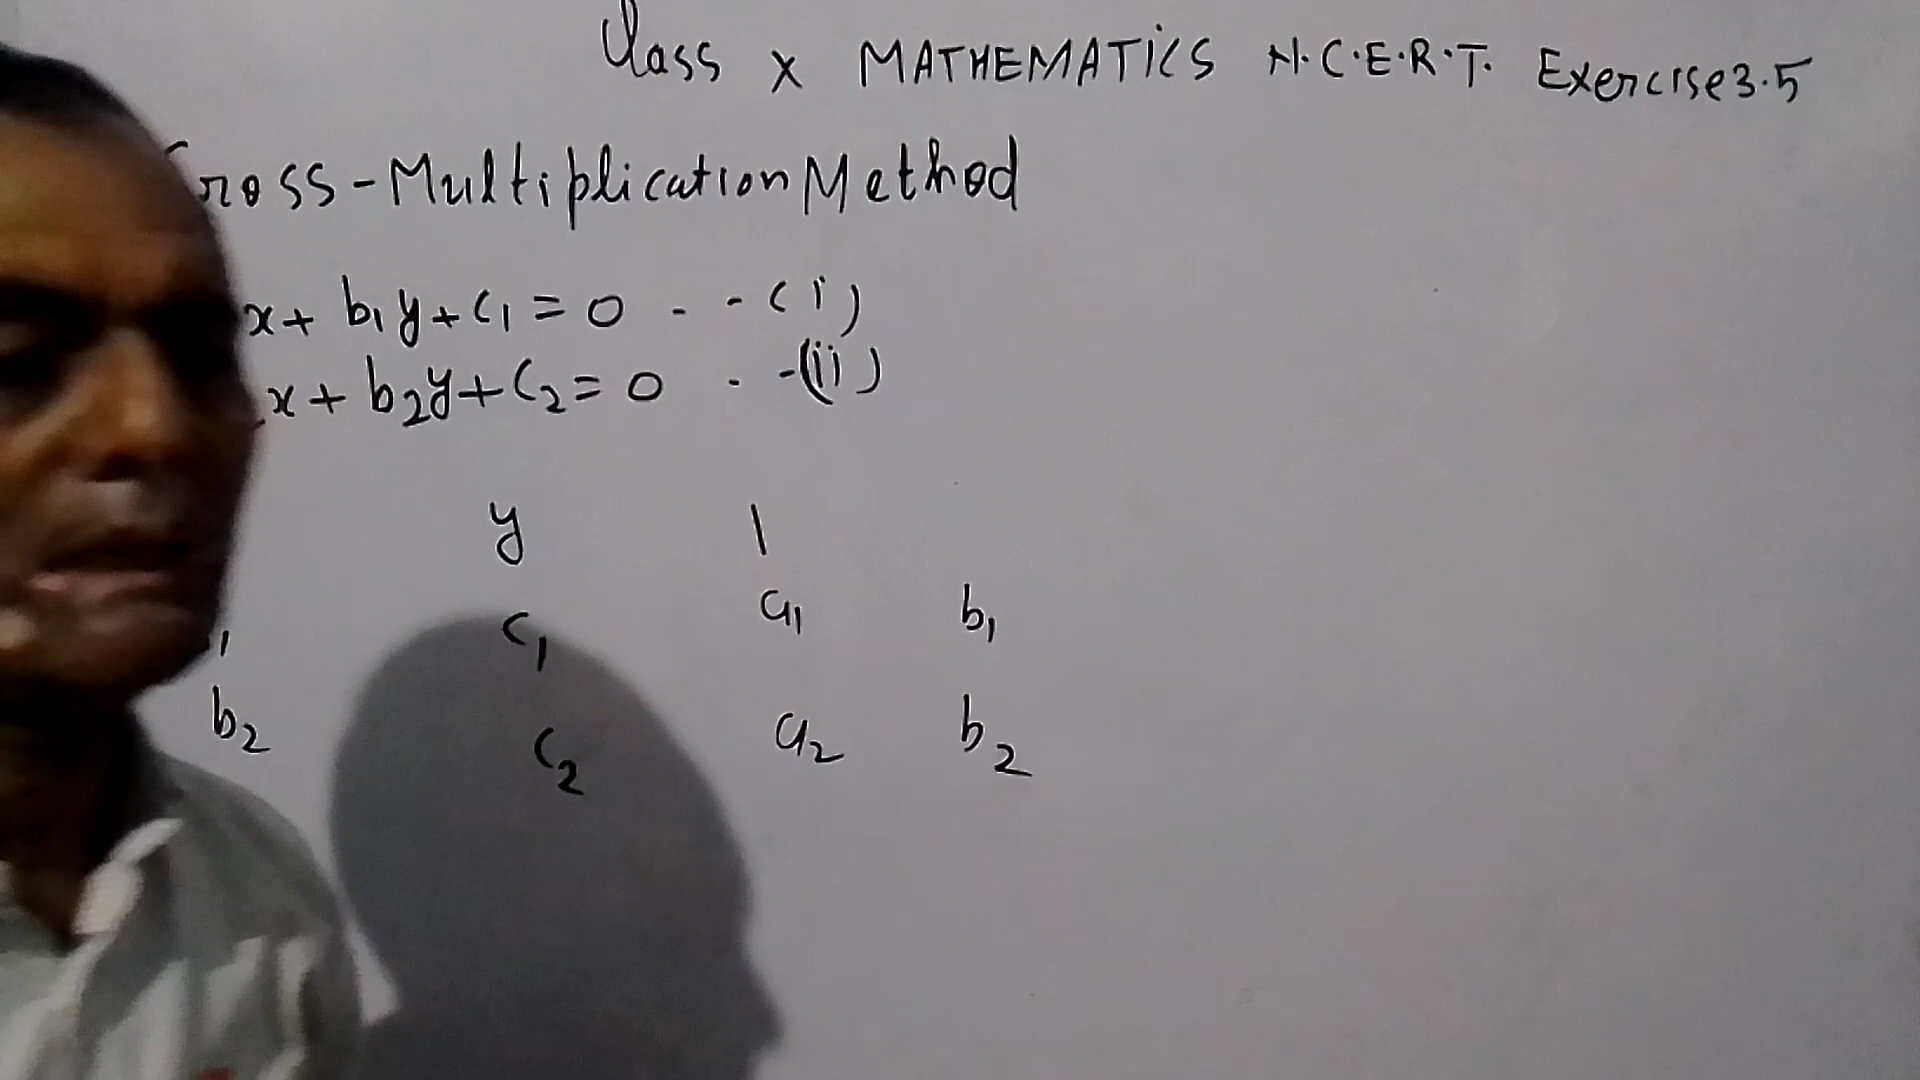 Class x MATHEMATICS N.C.E.R.T. Exercise 3.5
ross-Multiplication Method
x + b₁y + c₁ = 0 - - (i)
x + b₂y + c₂ = 0 - - (ii)
y 1
1 c₁ a₁ b₁
b₂ c₂ a₂ b₂